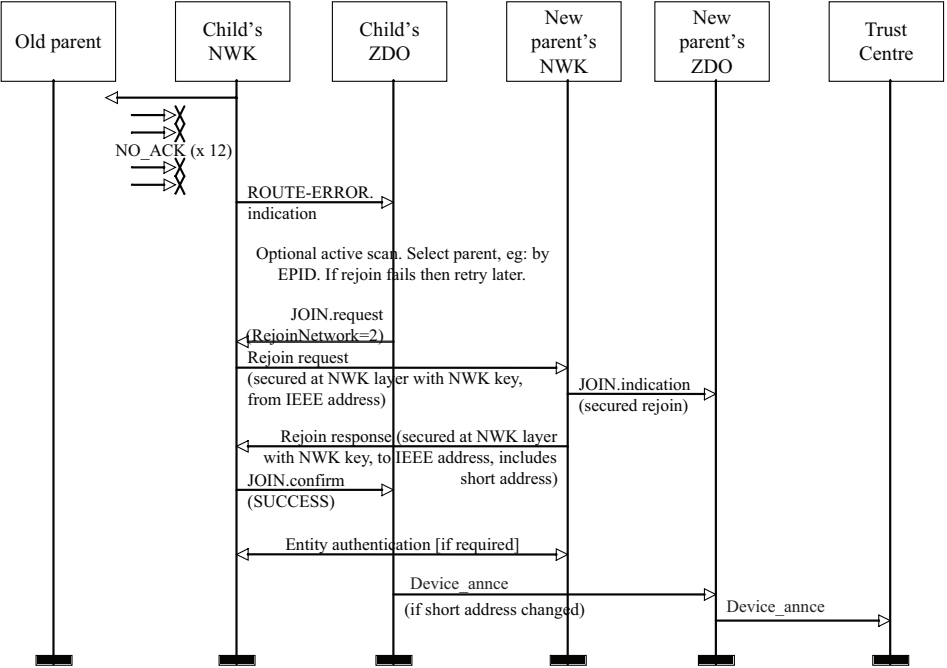 Old parent
Child's
NWK
Child's
ZDO
New
parent's
NWK
New
parent's
ZDO
Trust
Centre
NO_ACK (x 12)
ROUTE-ERROR.
indication
Optional active scan. Select parent, eg: by
EPID. If rejoin fails then retry later.
JOIN.request
(RejoinNetwork=2)
Rejoin request
(secured at NWK layer with NWK key,
from IEEE address)
JOIN.indication
(secured rejoin)
Rejoin response (secured at NWK layer
with NWK key, to IEEE address, includes
short address)
JOIN.confirm
(SUCCESS)
Entity authentication [if required]
Device_annce
(if short address changed)
Device_annce